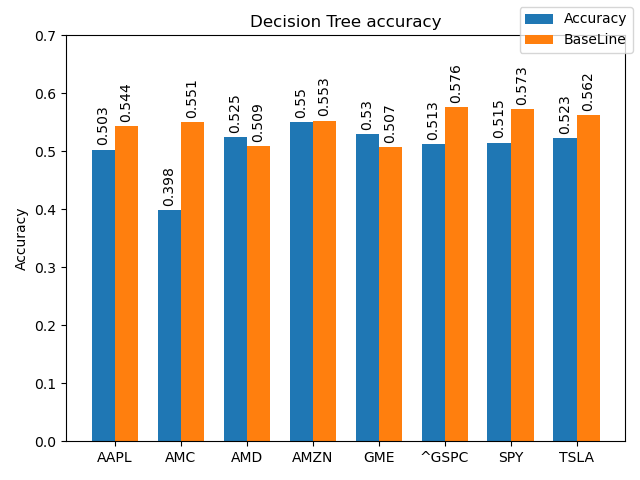 Decision Tree accuracy
Accuracy
BaseLine
0.7
0.6
0.5
0.4
0.3
0.2
0.1
0.0
Accuracy
0.503
0.544
0.398
0.551
0.525
0.509
0.55
0.553
0.53
0.507
0.513
0.576
0.515
0.573
0.523
0.562
AAPL
AMC
AMD
AMZN
GME
^GSPC
SPY
TSLA